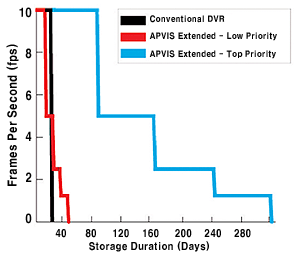 10
8
6
4
2
0
Frames Per Second (fps)
Conventional DVR
APVIS Extended - Low Priority
APVIS Extended - Top Priority
40 80 120 160 200 240 280 320
Storage Duration (Days)